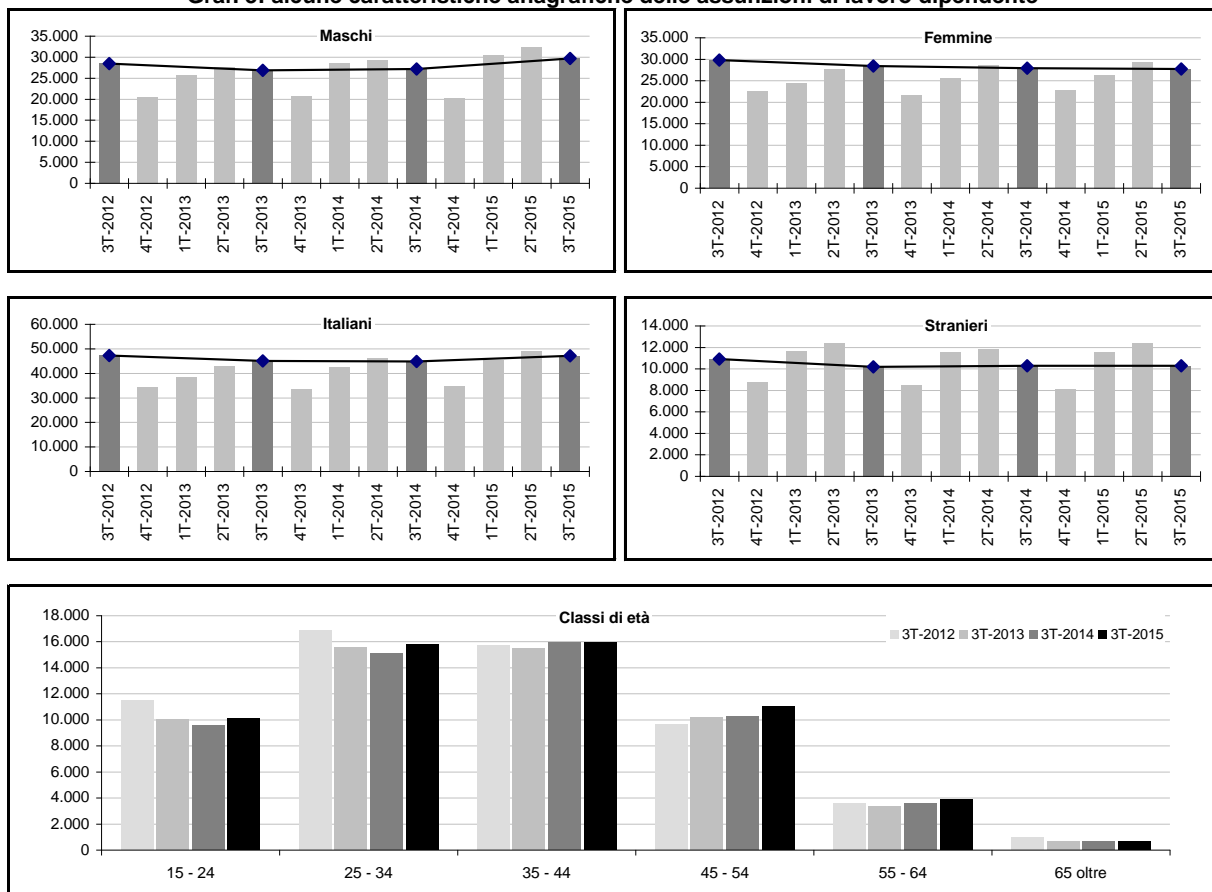 Maschi
35.000
30.000
25.000
20.000
15.000
10.000
5.000
0
3T-2012
4T-2012
1T-2013
2T-2013
3T-2013
4T-2013
1T-2014
2T-2014
3T-2014
4T-2014
1T-2015
2T-2015
3T-2015
Femmine
35.000
30.000
25.000
20.000
15.000
10.000
5.000
0
3T-2012
4T-2012
1T-2013
2T-2013
3T-2013
4T-2013
1T-2014
2T-2014
3T-2014
4T-2014
1T-2015
2T-2015
3T-2015
Italiani
60.000
50.000
40.000
30.000
20.000
10.000
0
3T-2012
4T-2012
1T-2013
2T-2013
3T-2013
4T-2013
1T-2014
2T-2014
3T-2014
4T-2014
1T-2015
2T-2015
3T-2015
Stranieri
14.000
12.000
10.000
8.000
6.000
4.000
2.000
0
3T-2012
4T-2012
1T-2013
2T-2013
3T-2013
4T-2013
1T-2014
2T-2014
3T-2014
4T-2014
1T-2015
2T-2015
3T-2015
Classi di età
3T-2012 3T-2013 3T-2014 3T-2015
18.000
16.000
14.000
12.000
10.000
8.000
6.000
4.000
2.000
0
15 - 24 25 - 34 35 - 44 45 - 54 55 - 64 65 oltre